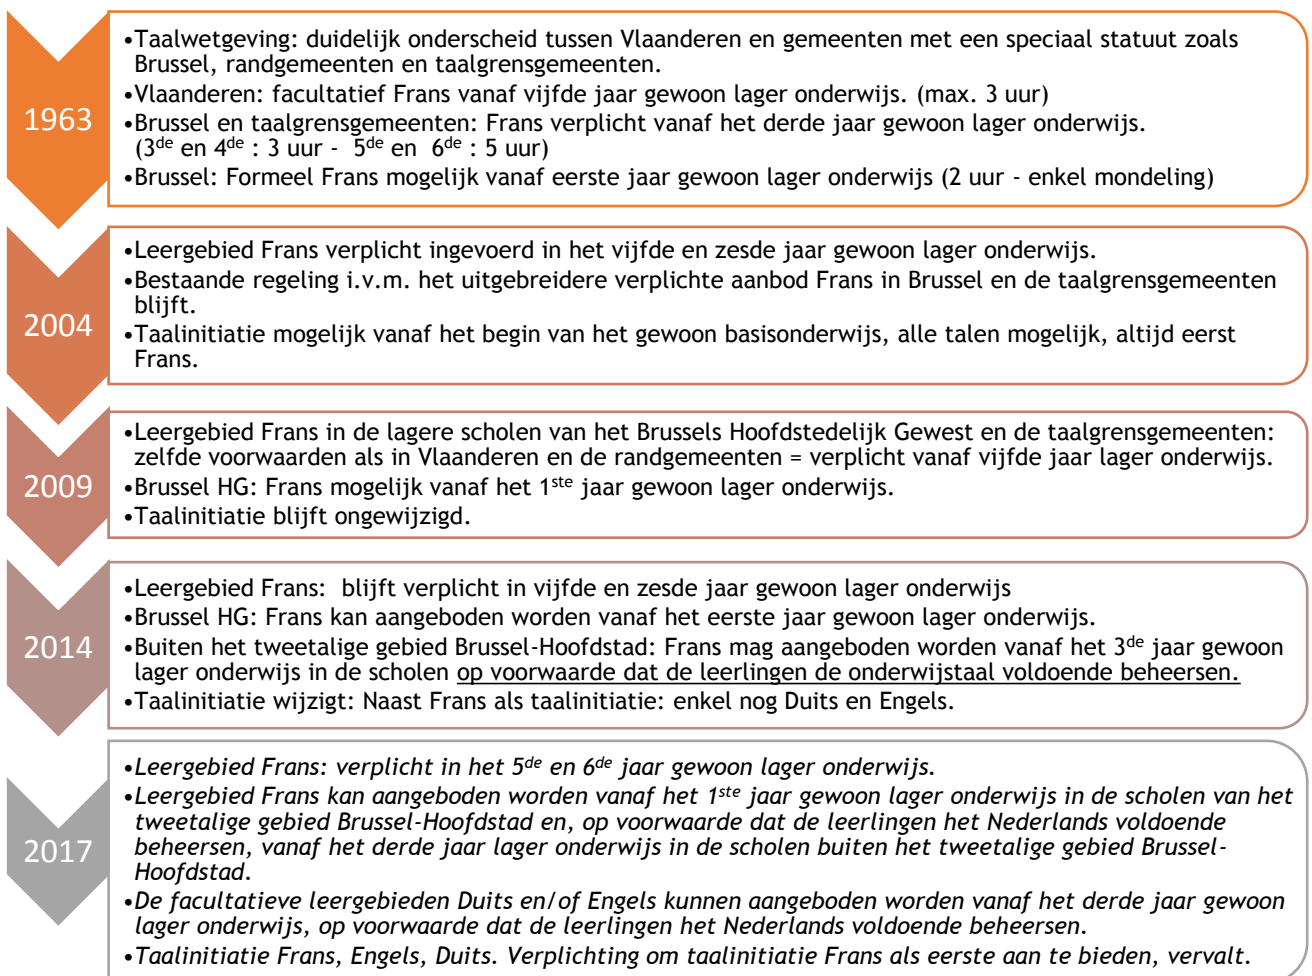 1963
•Taalwetgeving: duidelijk onderscheid tussen Vlaanderen en gemeenten met een speciaal statuut zoals
Brussel, randgemeenten en taalgrensgemeenten.
•Vlaanderen: facultatief Frans vanaf vijfde jaar gewoon lager onderwijs. (max. 3 uur)
•Brussel en taalgrensgemeenten: Frans verplicht vanaf het derde jaar gewoon lager onderwijs.
(3de en 4de : 3 uur - 5de en 6de : 5 uur)
•Brussel: Formeel Frans mogelijk vanaf eerste jaar gewoon lager onderwijs (2 uur - enkel mondeling)
2004
•Leergebied Frans verplicht ingevoerd in het vijfde en zesde jaar gewoon lager onderwijs.
•Bestaande regeling i.v.m. het uitgebreidere verplichte aanbod Frans in Brussel en de taalgrensgemeenten
blijft.
•Taalinitiatie mogelijk vanaf het begin van het gewoon basisonderwijs, alle talen mogelijk, altijd eerst
Frans.
2009
•Leergebied Frans in de lagere scholen van het Brussels Hoofdstedelijk Gewest en de taalgrensgemeenten:
zelfde voorwaarden als in Vlaanderen en de randgemeenten = verplicht vanaf vijfde jaar lager onderwijs.
•Brussel HG: Frans mogelijk vanaf het 1ste jaar gewoon lager onderwijs.
•Taalinitiatie blijft ongewijzigd.
2014
•Leergebied Frans: blijft verplicht in vijfde en zesde jaar gewoon lager onderwijs
•Brussel HG: Frans kan aangeboden worden vanaf het eerste jaar gewoon lager onderwijs.
•Buiten het tweetalige gebied Brussel-Hoofdstad: Frans mag aangeboden worden vanaf het 3de jaar gewoon
lager onderwijs in de scholen op voorwaarde dat de leerlingen de onderwijstaal voldoende beheersen.
•Taalinitiatie wijzigt: Naast Frans als taalinitiatie: enkel nog Duits en Engels.
2017
•Leergebied Frans: verplicht in het 5de en 6de jaar gewoon lager onderwijs.
•Leergebied Frans kan aangeboden worden vanaf het 1ste jaar gewoon lager onderwijs in de scholen van het
tweetalige gebied Brussel-Hoofdstad en, op voorwaarde dat de leerlingen het Nederlands voldoende
beheersen, vanaf het derde jaar lager onderwijs in de scholen buiten het tweetalige gebied Brussel-
Hoofdstad.
•De facultatieve leergebieden Duits en/of Engels kunnen aangeboden worden vanaf het derde jaar gewoon
lager onderwijs, op voorwaarde dat de leerlingen het Nederlands voldoende beheersen.
•Taalinitiatie Frans, Engels, Duits. Verplichting om taalinitiatie Frans als eerste aan te bieden, vervalt.